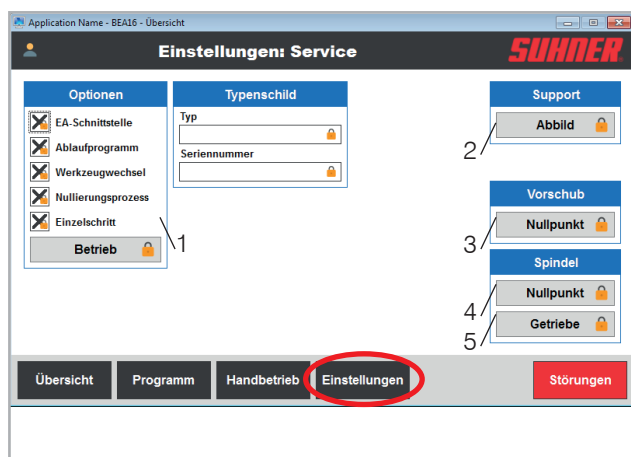 Application Name - BEA16 - Übersicht
Einstellungen: Service
SUHNER
Optionen
EA-Schnittstelle
Ablaufprogramm
Werkzeugwechsel
Nullierungsprozess
Einzelschritt
Betrieb
1
Typenschild
Typ
Seriennummer
Support
Abbild
2
Vorschub
Nullpunkt
3
Spindel
Nullpunkt
4
Getriebe
5
Übersicht
Programm
Handbetrieb
Einstellungen
Störungen